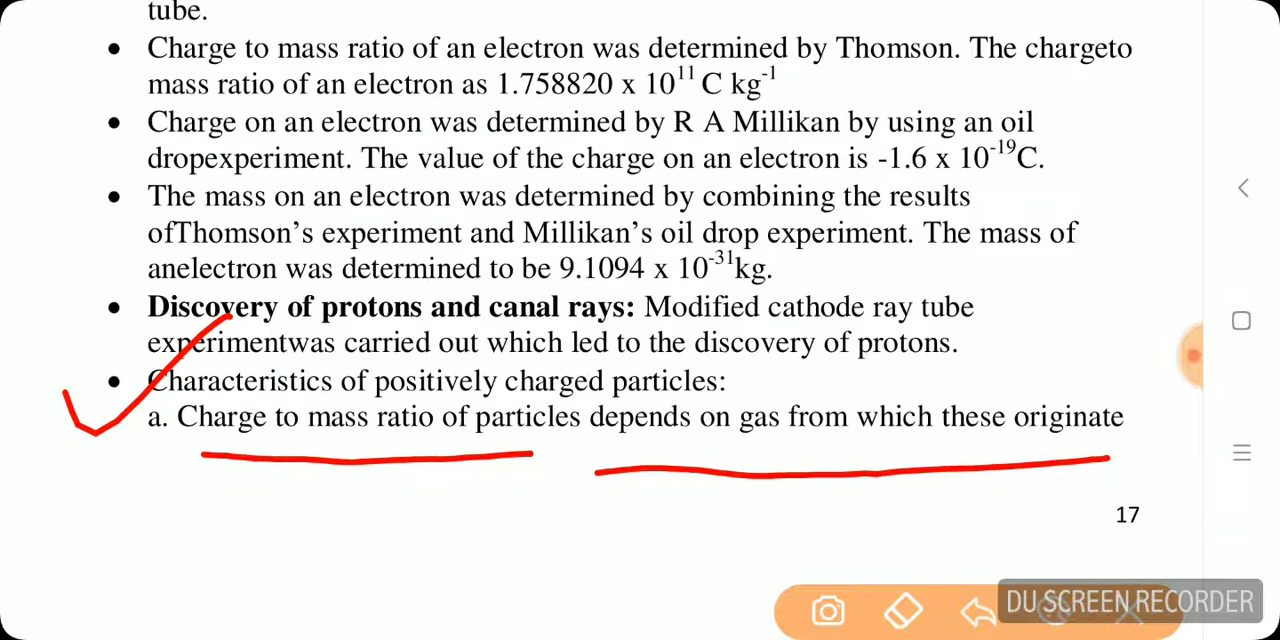 tube.
• Charge to mass ratio of an electron was determined by Thomson. The chargeto
mass ratio of an electron as 1.758820 x 10¹¹ C kg⁻¹
• Charge on an electron was determined by R A Millikan by using an oil
dropexperiment. The value of the charge on an electron is -1.6 x 10⁻¹⁹C.
• The mass on an electron was determined by combining the results
ofThomson’s experiment and Millikan’s oil drop experiment. The mass of
anelectron was determined to be 9.1094 x 10⁻³¹kg.
• Discovery of protons and canal rays: Modified cathode ray tube
experimentwas carried out which led to the discovery of protons.
• Characteristics of positively charged particles:
a. Charge to mass ratio of particles depends on gas from which these originate
17
DU SCREEN RECORDER